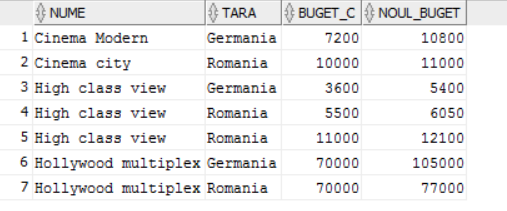 NUME TARA BUGET_C NOUL_BUGET
1 Cinema Modern Germania 7200 10800
2 Cinema city Romania 10000 11000
3 High class view Germania 3600 5400
4 High class view Romania 5500 6050
5 High class view Romania 11000 12100
6 Hollywood multiplex Germania 70000 105000
7 Hollywood multiplex Romania 70000 77000